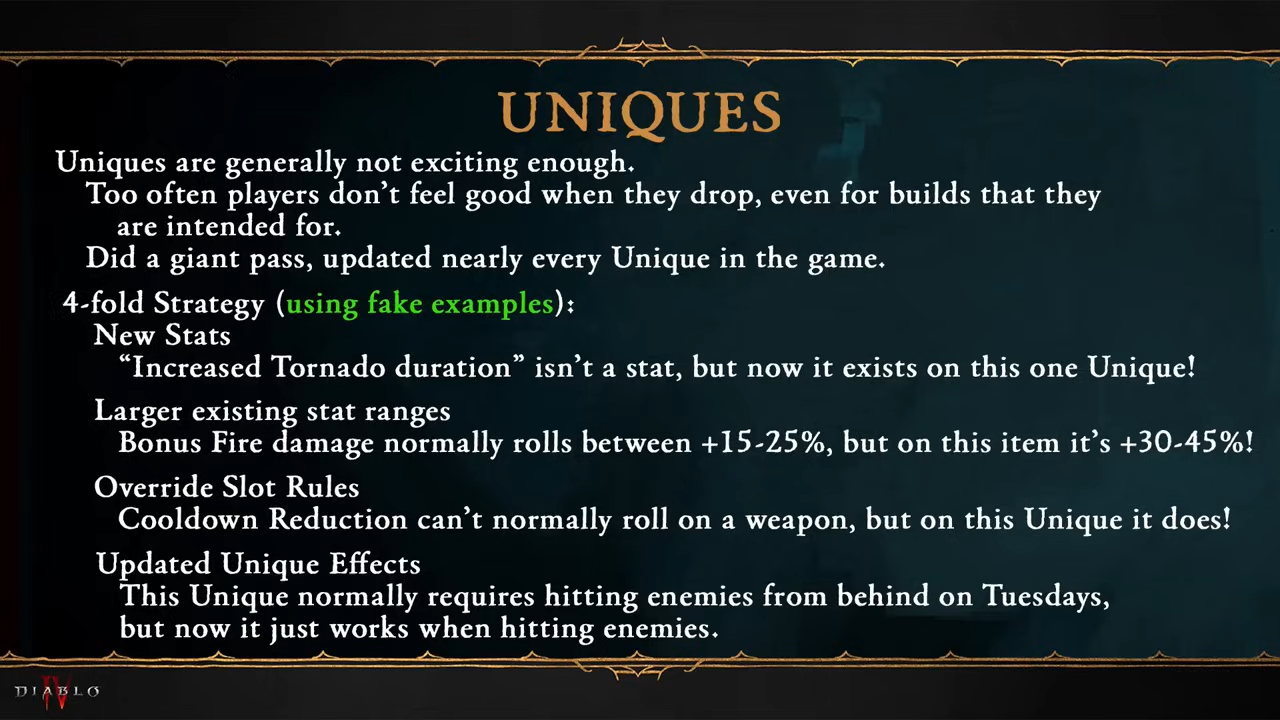 UNIQUES
Uniques are generally not exciting enough.
Too often players don't feel good when they drop, even for builds that they
are intended for.
Did a giant pass, updated nearly every Unique in the game.
4-fold Strategy (using fake examples):
New Stats
“Increased Tornado duration” isn't a stat, but now it exists on this one Unique!
Larger existing stat ranges
Bonus Fire damage normally rolls between +15-25%, but on this item it's +30-45%!
Override Slot Rules
Cooldown Reduction can't normally roll on a weapon, but on this Unique it does!
Updated Unique Effects
This Unique normally requires hitting enemies from behind on Tuesdays,
but now it just works when hitting enemies.
DIABLO
IV